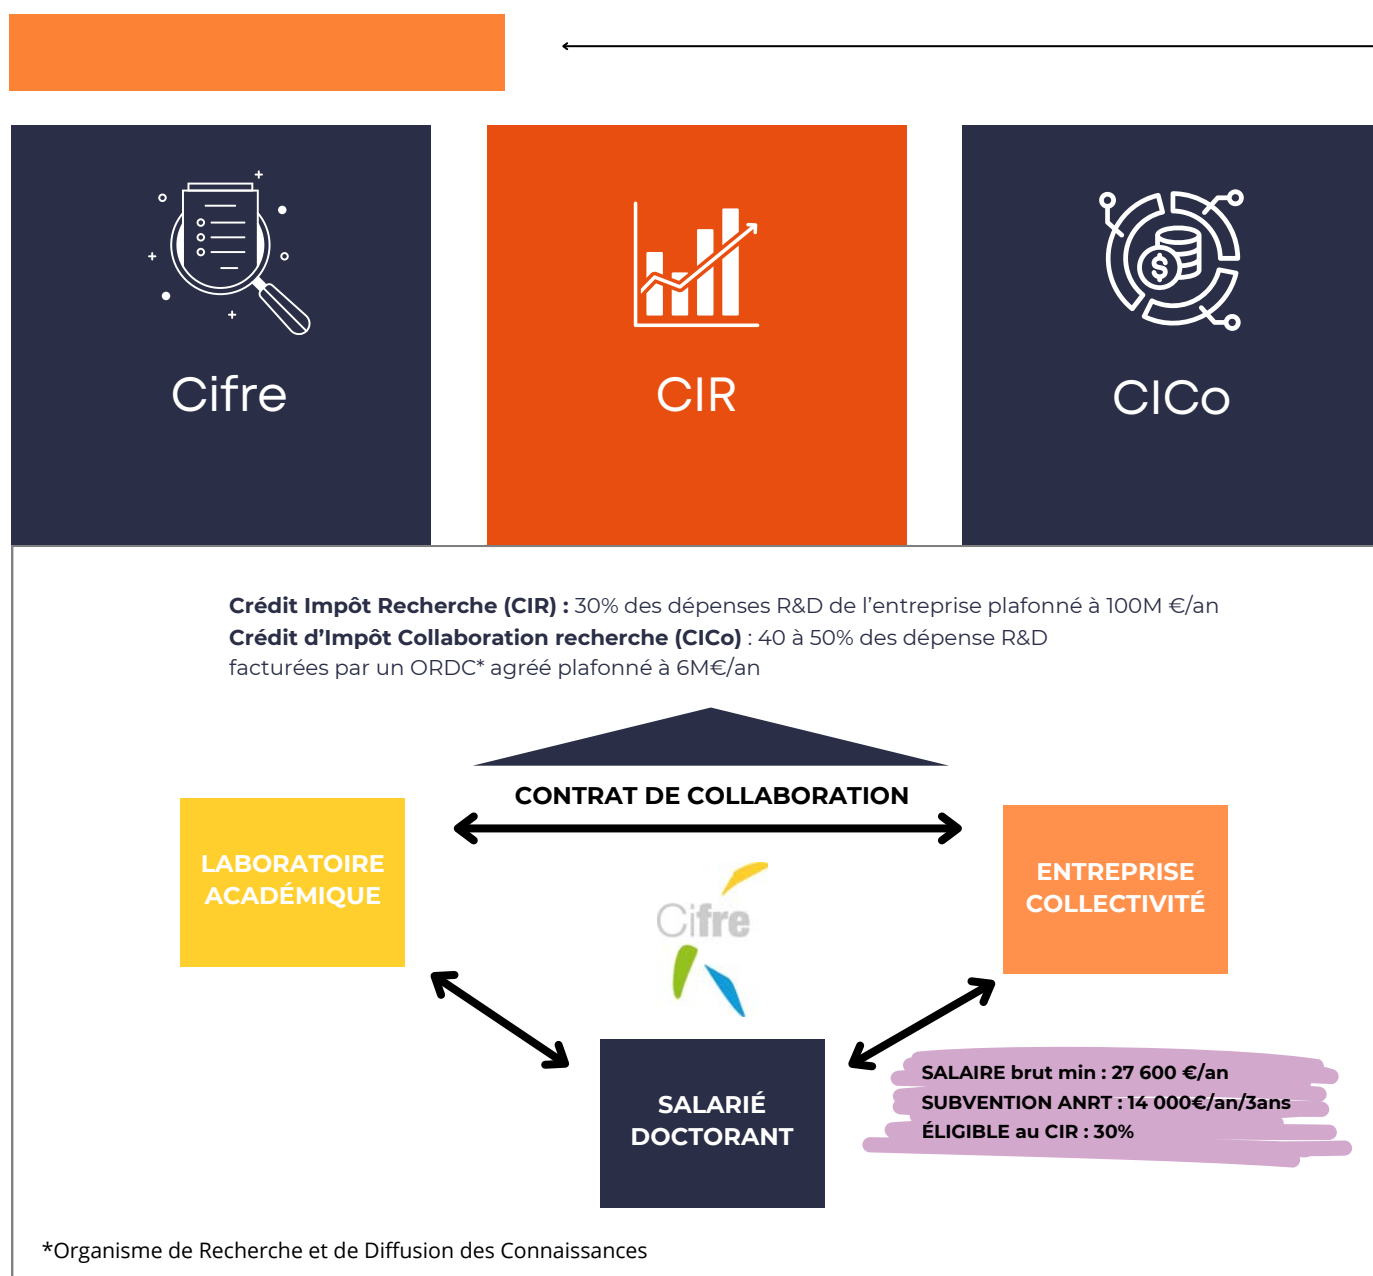 Cifre
CIR
CICo
Crédit Impôt Recherche (CIR) : 30% des dépenses R&D de l’entreprise plafonné à 100M €/an
Crédit d’Impôt Collaboration recherche (CICo) : 40 à 50% des dépense R&D
facturées par un ORDC* agréé plafonné à 6M€/an
CONTRAT DE COLLABORATION
LABORATOIRE
ACADÉMIQUE
Cifre
ENTREPRISE
COLLECTIVITÉ
SALARIÉ
DOCTORANT
SALAIRE brut min : 27 600 €/an
SUBVENTION ANRT : 14 000€/an/3ans
ÉLIGIBLE au CIR : 30%
*Organisme de Recherche et de Diffusion des Connaissances